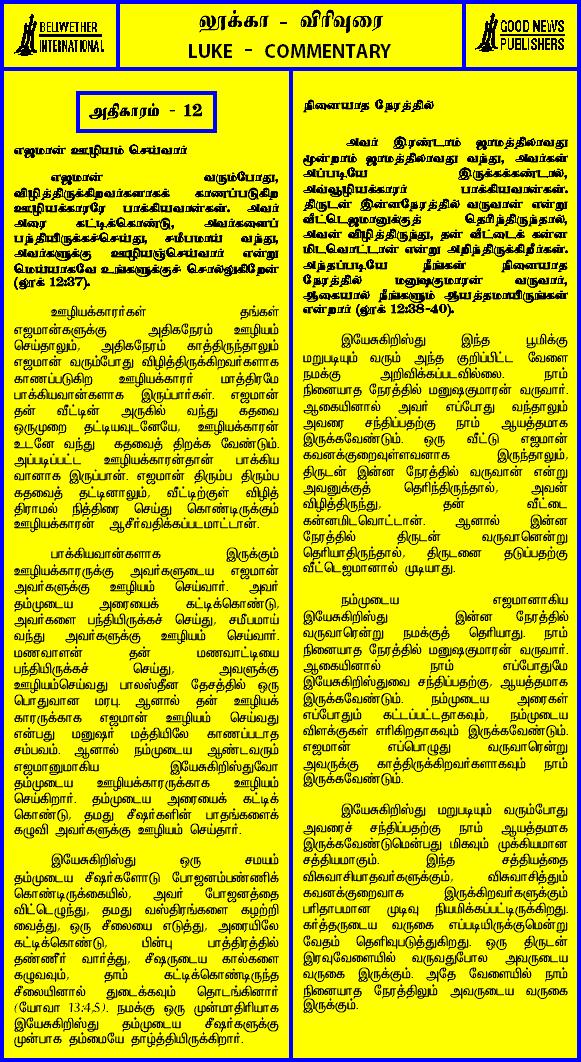 BELLWETHER
INTERNATIONAL
லூக்கா - விரிவுரை
LUKE - COMMENTARY
GOOD NEWS
PUBLISHERS
அதிகாரம் - 12
எஜமான் ஊழியம் செய்வார்
எஜமான் வரும்போது,
விழித்திருக்கிறவர்களாகக் காணப்படுகிற
ஊழியக்காரரே பாக்கியவான்கள். அவர்
அரை கட்டிக்கொண்டு, அவர்களைப்
பந்தியிருக்கச்செய்து, சமீபமாய் வந்து,
அவர்களுக்கு ஊழியஞ்செய்வார் என்று
மெய்யாகவே உங்களுக்குச் சொல்லுகிறேன்
(லூக் 12:37).
ஊழியக்காரர்கள் தங்கள்
எஜமான்களுக்கு அதிகநேரம் ஊழியம்
செய்தாலும், அதிகநேரம் காத்திருந்தாலும்
எஜமான் வரும்போது விழித்திருக்கிறவர்களாக
காணப்படுகிற ஊழியக்காரர் மாத்திரமே
பாக்கியவான்களாக இருப்பார்கள். எஜமான்
தன் வீட்டின் அருகில் வந்து கதவை
ஒருமுறை தட்டியவுடனேயே, ஊழியக்காரன்
உடனே வந்து கதவைத் திறக்க வேண்டும்.
அப்படிப்பட்ட ஊழியக்காரன்தான் பாக்கிய
வானாக இருப்பான். எஜமான் திரும்ப திரும்ப
கதவைத் தட்டினாலும், வீட்டிற்குள் விழித்
திராமல் நித்திரை செய்து கொண்டிருக்கும்
ஊழியக்காரன் ஆசீர்வதிக்கப்படமாட்டான்.
பாக்கியவான்களாக இருக்கும்
ஊழியக்காரருக்கு அவர்களுடைய எஜமான்
அவர்களுக்கு ஊழியம் செய்வார். அவர்
தம்முடைய அரையைக் கட்டிக்கொண்டு,
அவர்களை பந்தியிருக்கச் செய்து, சமீபமாய்
வந்து அவர்களுக்கு ஊழியம் செய்வார்.
மணவாளன் தன் மணவாட்டியை
பந்தியிருக்கச் செய்து, அவளுக்கு
ஊழியம்செய்வது பாலஸ்தீன தேசத்தில் ஒரு
பொதுவான மரபு. ஆனால் தன் ஊழியக்
காரருக்காக எஜமான் ஊழியம் செய்வது
என்பது மனுஷர் மத்தியிலே காணப்படாத
சம்பவம். ஆனால் நம்முடைய ஆண்டவரும்
எஜமானுமாகிய இயேசுகிறிஸ்துவோ
தம்முடைய ஊழியக்காரருக்காக ஊழியம்
செய்கிறார். தம்முடைய அரையைக் கட்டிக்
கொண்டு, தமது சீஷர்களின் பாதங்களைக்
கழுவி அவர்களுக்கு ஊழியம் செய்தார்.
இயேசுகிறிஸ்து ஒரு சமயம்
தம்முடைய சீஷர்களோடு போஜனம்பண்ணிக்
கொண்டிருக்கையில், அவர் போஜனத்தை
விட்டெழுந்து, தமது வஸ்திரங்களை கழற்றி
வைத்து, ஒரு சீலையை எடுத்து, அரையிலே
கட்டிக்கொண்டு, பின்பு பாத்திரத்தில்
தண்ணீர் வார்த்து, சீஷருடைய கால்களை
கழுவவும், தாம் கட்டிக்கொண்டிருந்த
சீலையினால் துடைக்கவும் தொடங்கினார்
(யோவா 13:4,5). நமக்கு ஒரு முன்மாதிரியாக
இயேசுகிறிஸ்து தம்முடைய சீஷர்களுக்கு
முன்பாக தம்மையே தாழ்த்தியிருக்கிறார்.
நினையாத நேரத்தில்
அவர் இரண்டாம் ஜாமத்திலாவது
மூன்றாம் ஜாமத்திலாவது வந்து, அவர்கள்
அப்படியே இருக்கக்கண்டால்,
அவ்வூழியக்காரர் பாக்கியவான்கள்.
திருடன் இன்னநேரத்தில் வருவான் என்று
வீட்டெஜமானுக்குத் தெரிந்திருந்தால்,
அவன் விழித்திருந்து, தன் வீட்டைக் கன்ன
மிடவொட்டான் என்று அறிந்திருக்கிறீர்கள்.
அந்தப்படியே நீங்கள் நினையாத
நேரத்தில் மனுஷகுமாரன் வருவார்,
ஆகையால் நீங்களும் ஆயத்தமாயிருங்கள்
என்றார் (லூக் 12:38-40).
இயேசுகிறிஸ்து இந்த பூமிக்கு
மறுபடியும் வரும் அந்த குறிப்பிட்ட வேளை
நமக்கு அறிவிக்கப்படவில்லை. நாம்
நினையாத நேரத்தில் மனுஷகுமாரன் வருவார்.
ஆகையினால் அவர் எப்போது வந்தாலும்
அவரை சந்திப்பதற்கு நாம் ஆயத்தமாக
இருக்கவேண்டும். ஒரு வீட்டு எஜமான்
கவனக்குறைவுள்ளவனாக இருந்தாலும்,
திருடன் இன்ன நேரத்தில் வருவான் என்று
அவனுக்குத் தெரிந்திருந்தால், அவன்
விழித்திருந்து, தன் வீட்டை
கன்னமிடவொட்டான். ஆனால் இன்ன
நேரத்தில் திருடன் வருவானென்று
தெரியாதிருந்தால், திருடனை தடுப்பதற்கு
வீட்டெஜமானால் முடியாது.
நம்முடைய எஜமானாகிய
இயேசுகிறிஸ்து இன்ன நேரத்தில்
வருவாரென்று நமக்குத் தெரியாது. நாம்
நினையாத நேரத்தில் மனுஷகுமாரன் வருவார்.
ஆகையினால் நாம் எப்போதுமே
இயேசுகிறிஸ்துவை சந்திப்பதற்கு, ஆயத்தமாக
இருக்கவேண்டும். நம்முடைய அரைகள்
எப்போதும் கட்டப்பட்டதாகவும், நம்முடைய
விளக்குகள் எரிகிறதாகவும் இருக்கவேண்டும்.
எஜமான் எப்பொழுது வருவாரென்று
அவருக்கு காத்திருக்கிறவர்களாகவும் நாம்
இருக்கவேண்டும்.
இயேசுகிறிஸ்து மறுபடியும் வரும்போது
அவரைச் சந்திப்பதற்கு நாம் ஆயத்தமாக
இருக்கவேண்டுமென்பது மிகவும் முக்கியமான
சத்தியமாகும். இந்த சத்தியத்தை
விசுவாசியாதவர்களுக்கும், விசுவாசித்தும்
கவனக்குறைவாக இருக்கிறவர்களுக்கும்
பரிதாபமான முடிவு நியமிக்கப்பட்டிருக்கிறது.
கர்த்தருடைய வருகை எப்படியிருக்குமென்று
வேதம் தெளிவுபடுத்துகிறது. ஒரு திருடன்
இரவுவேளையில் வருவதுபோல அவருடைய
வருகை இருக்கும். அதே வேளையில் நாம்
நினையாத நேரத்திலும் அவருடைய வருகை
இருக்கும்.